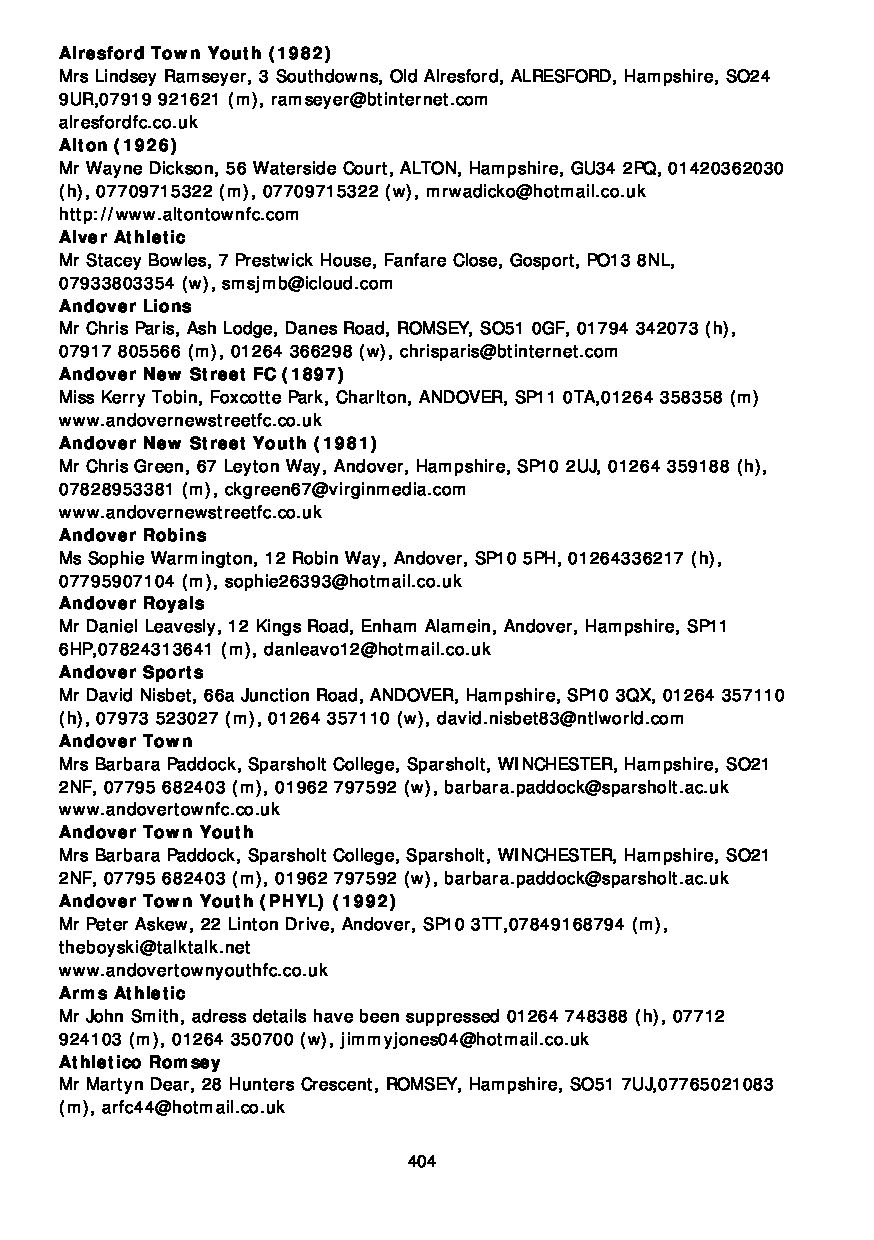 Alresford Town Youth (1982)
Mrs Lindsey Ramseyer, 3 Southdowns, Old Alresford, ALRESFORD, Hampshire, SO24
9UR,07919 921621 (m), ramseyer@btinternet.com
alresfordfc.co.uk
Alton (1926)
Mr Wayne Dickson, 56 Waterside Court, ALTON, Hampshire, GU34 2PQ, 01420362030
(h), 07709715322 (m), 07709715322 (w), mrwadicko@hotmail.co.uk
http://www.altontownfc.com
Alver Athletic
Mr Stacey Bowles, 7 Prestwick House, Fanfare Close, Gosport, PO13 8NL,
07933803354 (w), smsjmb@icloud.com
Andover Lions
Mr Chris Paris, Ash Lodge, Danes Road, ROMSEY, SO51 0GF, 01794 342073 (h),
07917 805566 (m), 01264 366298 (w), chrisparis@btinternet.com
Andover New Street FC (1897)
Miss Kerry Tobin, Foxcotte Park, Charlton, ANDOVER, SP11 0TA,01264 358358 (m)
www.andovernewstreetfc.co.uk
Andover New Street Youth (1981)
Mr Chris Green, 67 Leyton Way, Andover, Hampshire, SP10 2UJ, 01264 359188 (h),
07828953381 (m), ckgreen67@virginmedia.com
www.andovernewstreetfc.co.uk
Andover Robins
Ms Sophie Warmington, 12 Robin Way, Andover, SP10 5PH, 01264336217 (h),
07795907104 (m), sophie26393@hotmail.co.uk
Andover Royals
Mr Daniel Leavesly, 12 Kings Road, Enham Alamein, Andover, Hampshire, SP11
6HP,07824313641 (m), danleavo12@hotmail.co.uk
Andover Sports
Mr David Nisbet, 66a Junction Road, ANDOVER, Hampshire, SP10 3QX, 01264 357110
(h), 07973 523027 (m), 01264 357110 (w), david.nisbet83@ntlworld.com
Andover Town
Mrs Barbara Paddock, Sparsholt College, Sparsholt, WINCHESTER, Hampshire, SO21
2NF, 07795 682403 (m), 01962 797592 (w), barbara.paddock@sparsholt.ac.uk
www.andovertownfc.co.uk
Andover Town Youth
Mrs Barbara Paddock, Sparsholt College, Sparsholt, WINCHESTER, Hampshire, SO21
2NF, 07795 682403 (m), 01962 797592 (w), barbara.paddock@sparsholt.ac.uk
Andover Town Youth (PHYL) (1992)
Mr Peter Askew, 22 Linton Drive, Andover, SP10 3TT,07849168794 (m),
theboyski@talktalk.net
www.andovertownyouthfc.co.uk
Arms Athletic
Mr John Smith, adress details have been suppressed 01264 748388 (h), 07712
924103 (m), 01264 350700 (w), jimmyjones04@hotmail.co.uk
Athletico Romsey
Mr Martyn Dear, 28 Hunters Crescent, ROMSEY, Hampshire, SO51 7UJ,07765021083
(m), arfc44@hotmail.co.uk
404